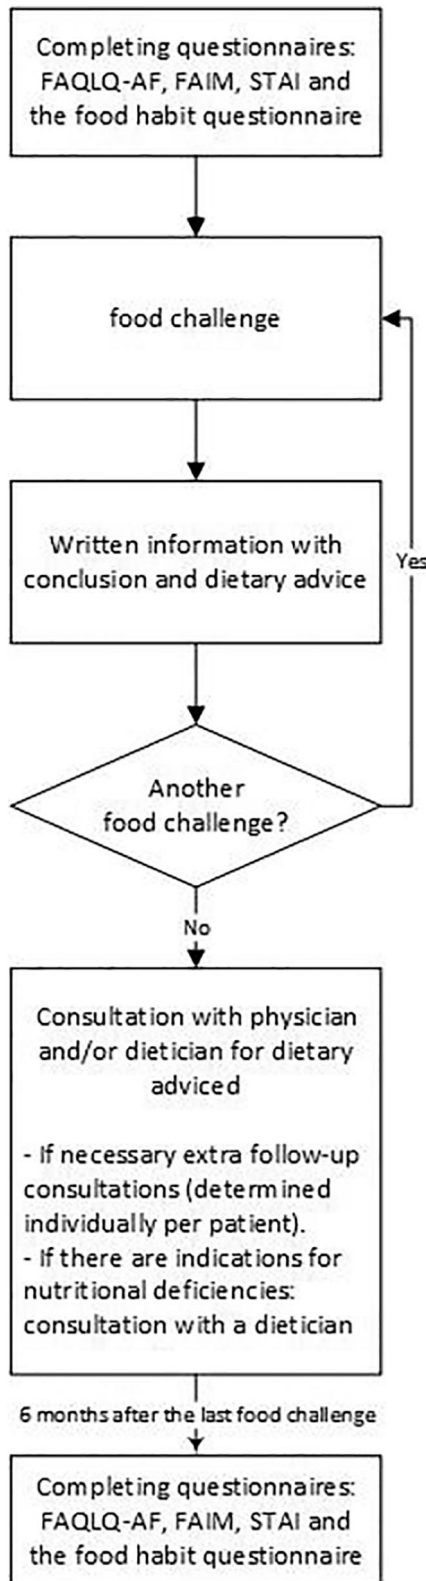 Completing questionnaires:
FAQLQ-AF, FAIM, STAI and
the food habit questionnaire
food challenge
Written information with
conclusion and dietary advice
Yes
Another
food challenge?
No
Consultation with physician
and/or dietician for dietary
adviced
- If necessary extra follow-up
consultations (determined
individually per patient).
- If there are indications for
nutritional deficiencies:
consultation with a dietician
6 months after the last food challenge
Completing questionnaires:
FAQLQ-AF, FAIM, STAI and
the food habit questionnaire